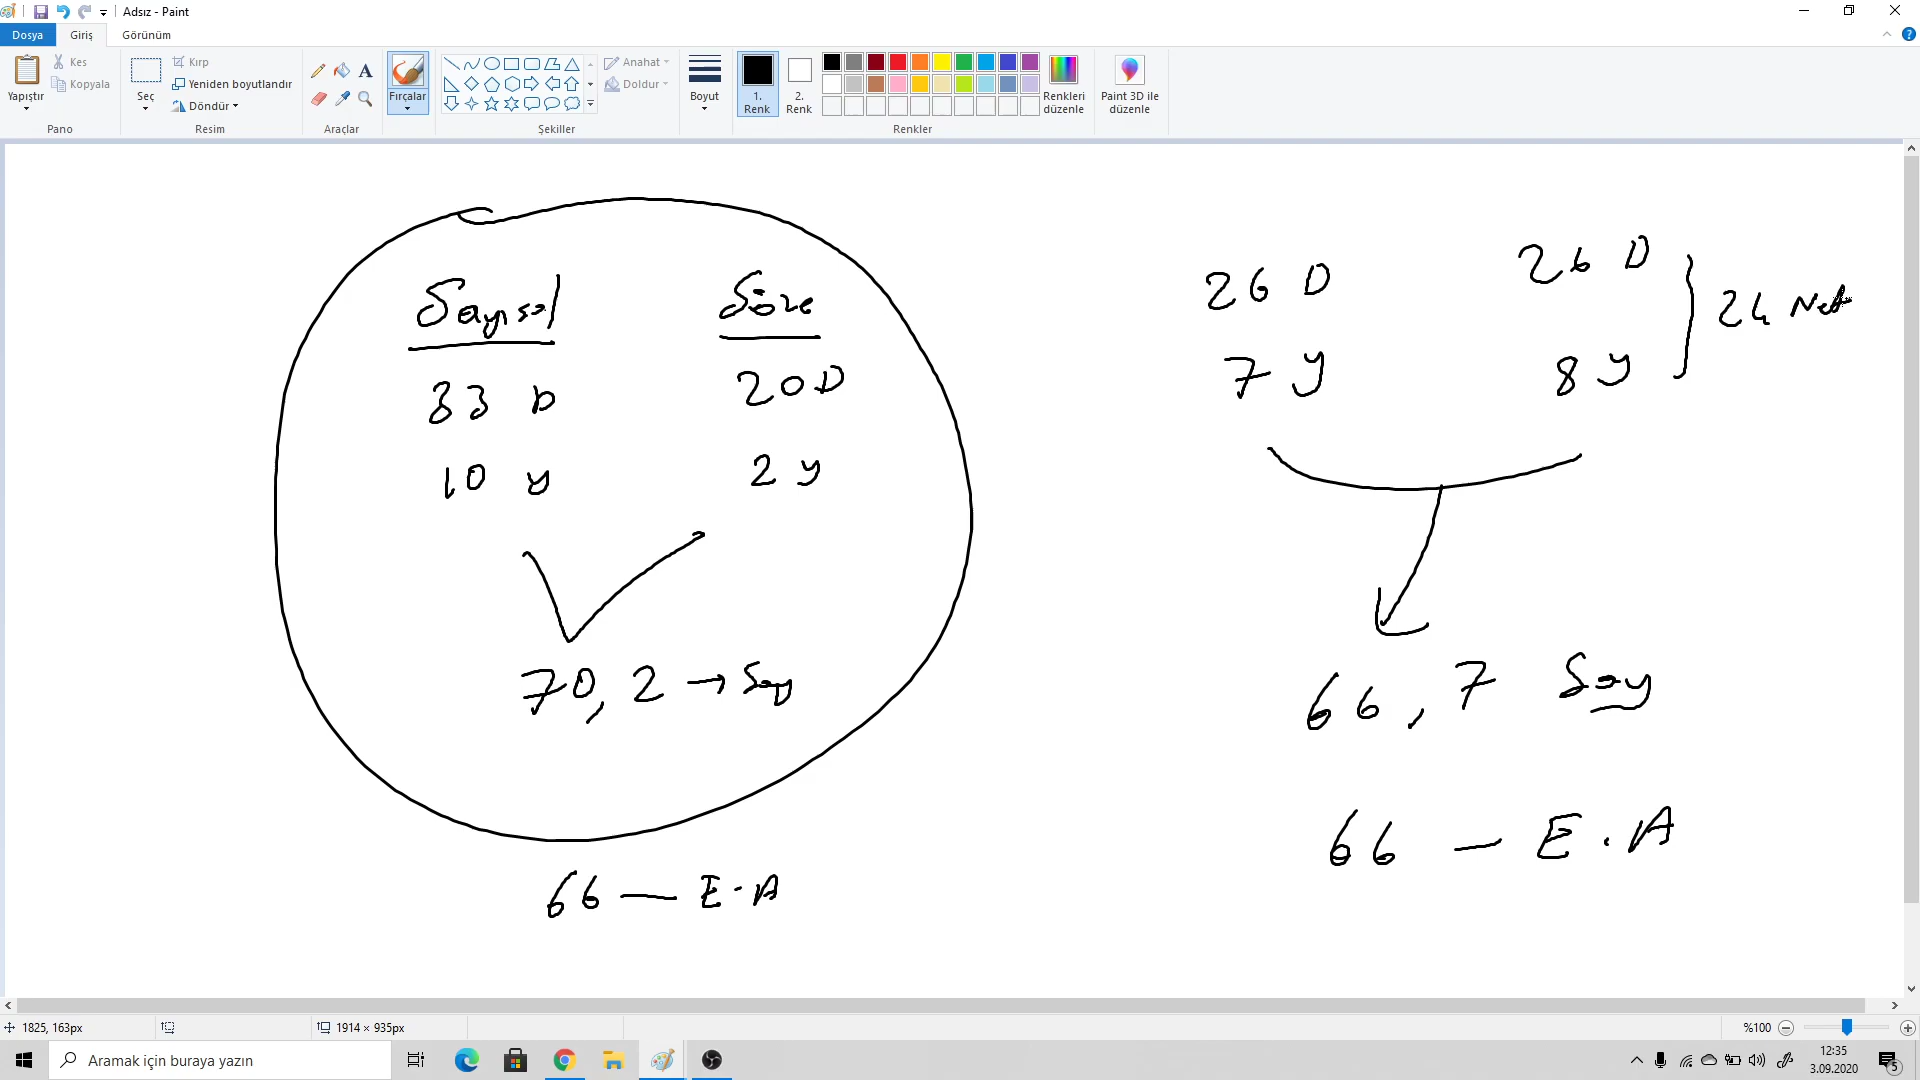 Adsız - Paint
Dosya Giriş Görünüm
Yapıştır
Kes
Kopyala
Pano
Seç
Kırp
Yeniden boyutlandır
Döndür
Resim
A
Araçlar
Fırçalar
Anahat
Doldur
Şekiller
Boyut
1. Renk
2. Renk
Renkleri düzenle
Renkler
Paint 3D ile düzenle
Sayısal
33 D
10 y
Söze
20 D
2 y
70,2 → Say
66 — E.A
26 D
7 y
26 D
8 y
24 Net
66,7 Say
66 — E.A
1825, 163px
1914 × 935px
%100
Aramak için buraya yazın
12:35
3.09.2020
5